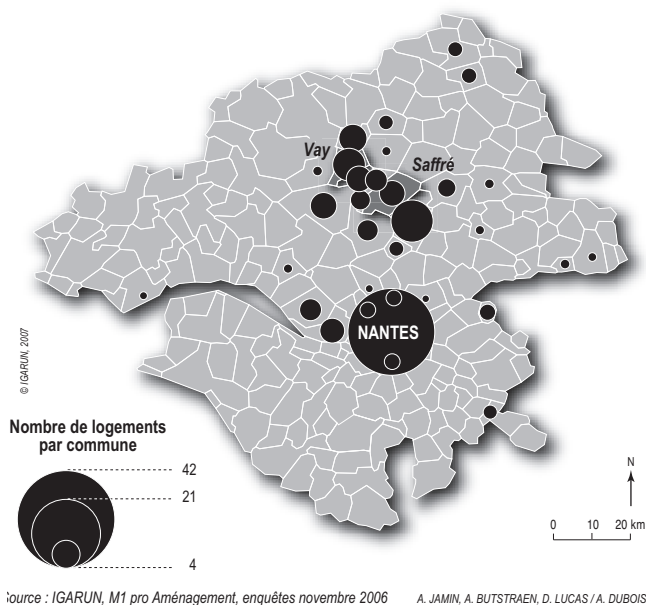 Vay
Saffré
NANTES
© IGARUN, 2007
Nombre de logements
par commune
42
21
4
N
0 10 20 km
Source : IGARUN, M1 pro Aménagement, enquêtes novembre 2006
A. JAMIN, A. BUTSTRAEN, D. LUCAS / A. DUBOIS